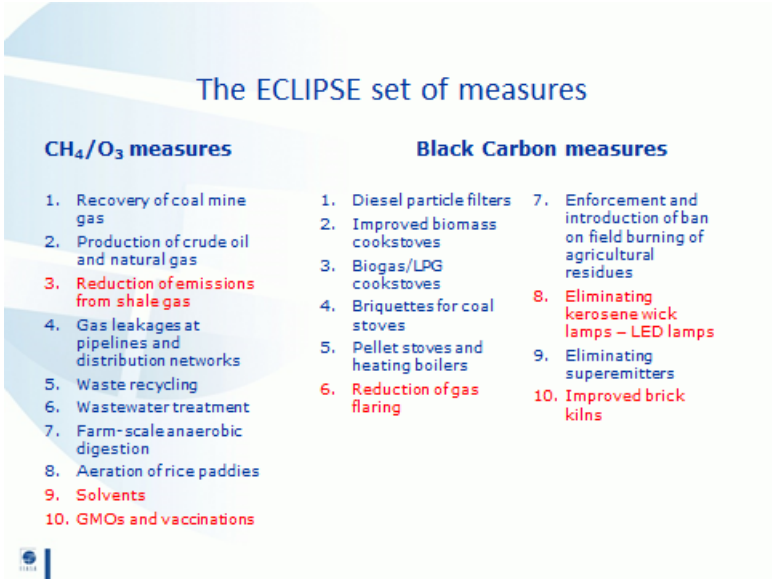 The ECLIPSE set of measures
CH₄/O₃ measures
1. Recovery of coal mine
gas
2. Production of crude oil
and natural gas
3. Reduction of emissions
from shale gas
4. Gas leakages at
pipelines and
distribution networks
5. Waste recycling
6. Wastewater treatment
7. Farm-scale anaerobic
digestion
8. Aeration of rice paddies
9. Solvents
10. GMOs and vaccinations
Black Carbon measures
1. Diesel particle filters
2. Improved biomass
cookstoves
3. Biogas/LPG
cookstoves
4. Briquettes for coal
stoves
5. Pellet stoves and
heating boilers
6. Reduction of gas
flaring
7. Enforcement and
introduction of ban
on field burning of
agricultural
residues
8. Eliminating
kerosene wick
lamps – LED lamps
9. Eliminating
superemitters
10. Improved brick
kilns